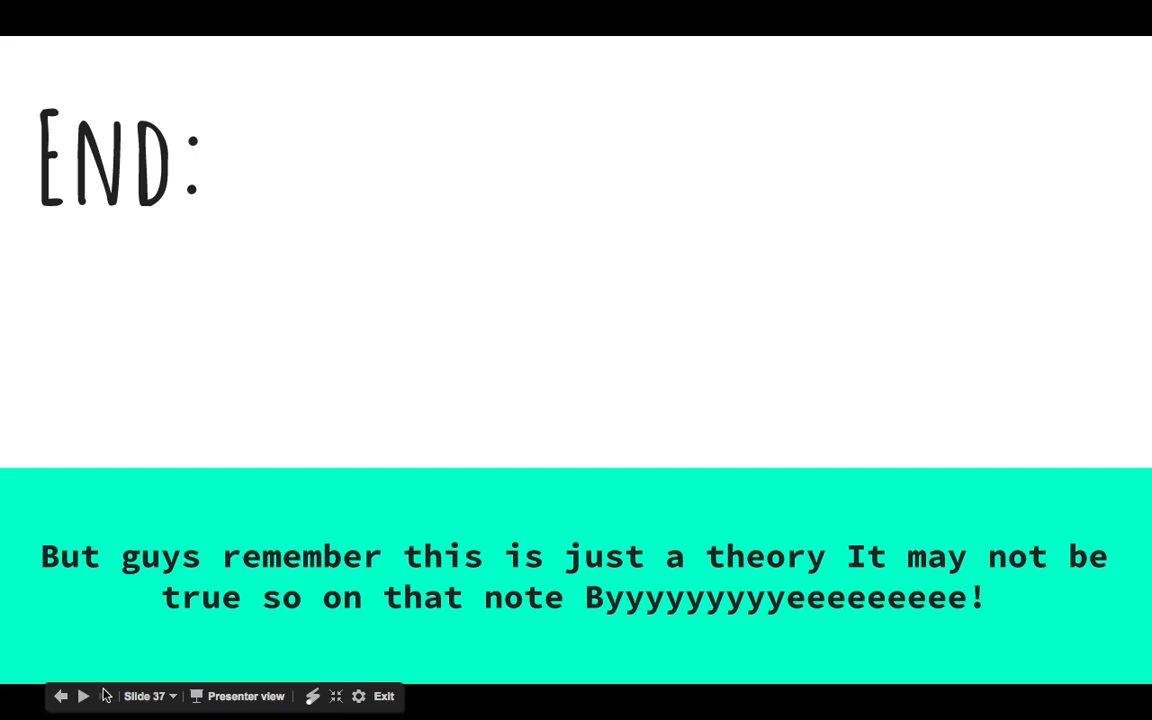 End:
But guys remember this is just a theory It may not be
true so on that note Byyyyyyyyyeeeeeeeee!
Slide 37
Presenter view
Exit